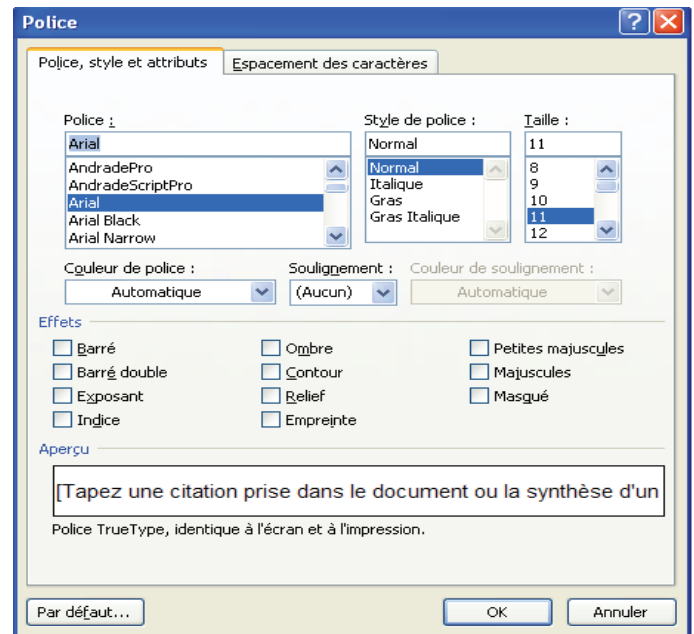 Police
Police, style et attributs Espacement des caractères
Police : Style de police : Taille :
Arial Normal 11
AndradePro Normal 8
AndradeScriptPro Italique 9
Arial Gras 10
Arial Black Gras Italique 11
Arial Narrow 12
Couleur de police : Soulignement : Couleur de soulignement :
Automatique (Aucun) Automatique
Effets
Barré Ombre Petites majuscules
Barré double Contour Majuscules
Exposant Relief Masqué
Indice Empreinte
Aperçu
[Tapez une citation prise dans le document ou la synthèse d'un
Police TrueType, identique à l'écran et à l'impression.
Par défaut... OK Annuler